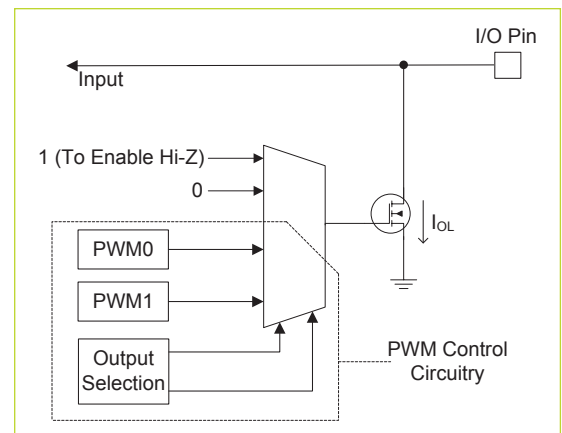 I/O Pin
Input
1 (To Enable Hi-Z)
0
IOL
PWM0
PWM1
Output
Selection
PWM Control
Circuitry